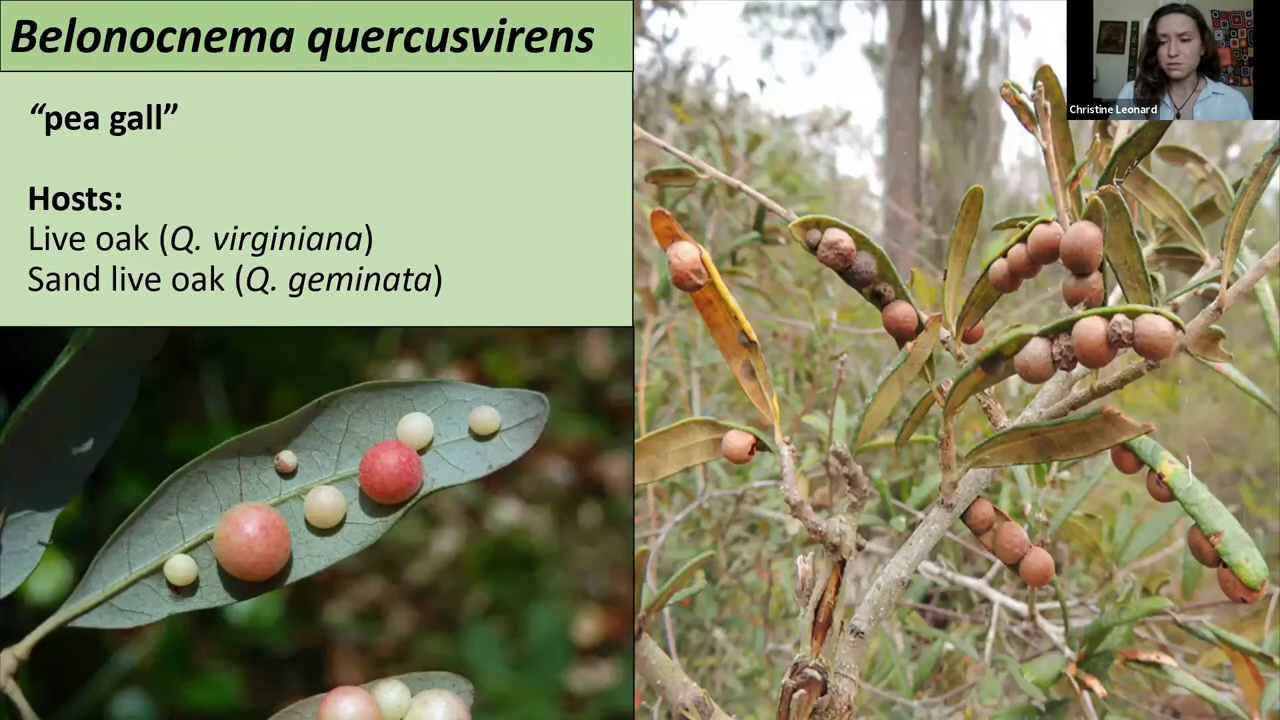 Belonocnema quercusvirens
“pea gall”
Hosts:
Live oak (Q. virginiana)
Sand live oak (Q. geminata)
Christine Leonard